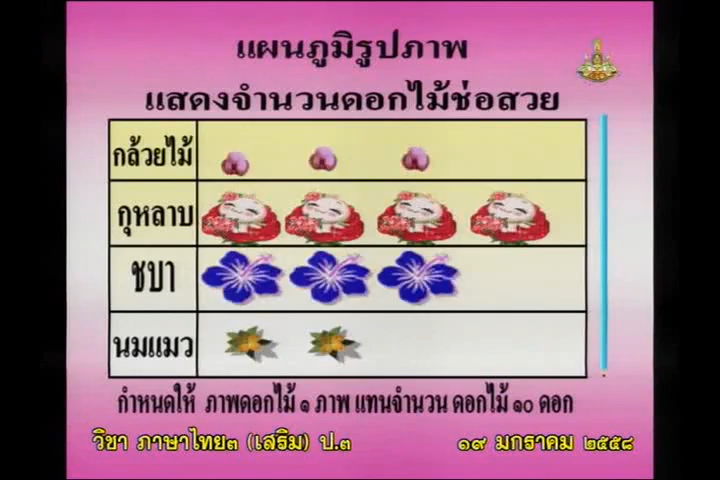 แผนภูมิรูปภาพ
แสดงจำนวนดอกไม้ช่อสวย
กล้วยไม้
กุหลาบ
ชบา
นมแมว
กำหนดให้ ภาพดอกไม้ ๑ ภาพ แทนจำนวน ดอกไม้ ๑๐ ดอก
วิชา ภาษาไทย๓ (เสริม) ป.๓ ๑๙ มกราคม ๒๕๕๘